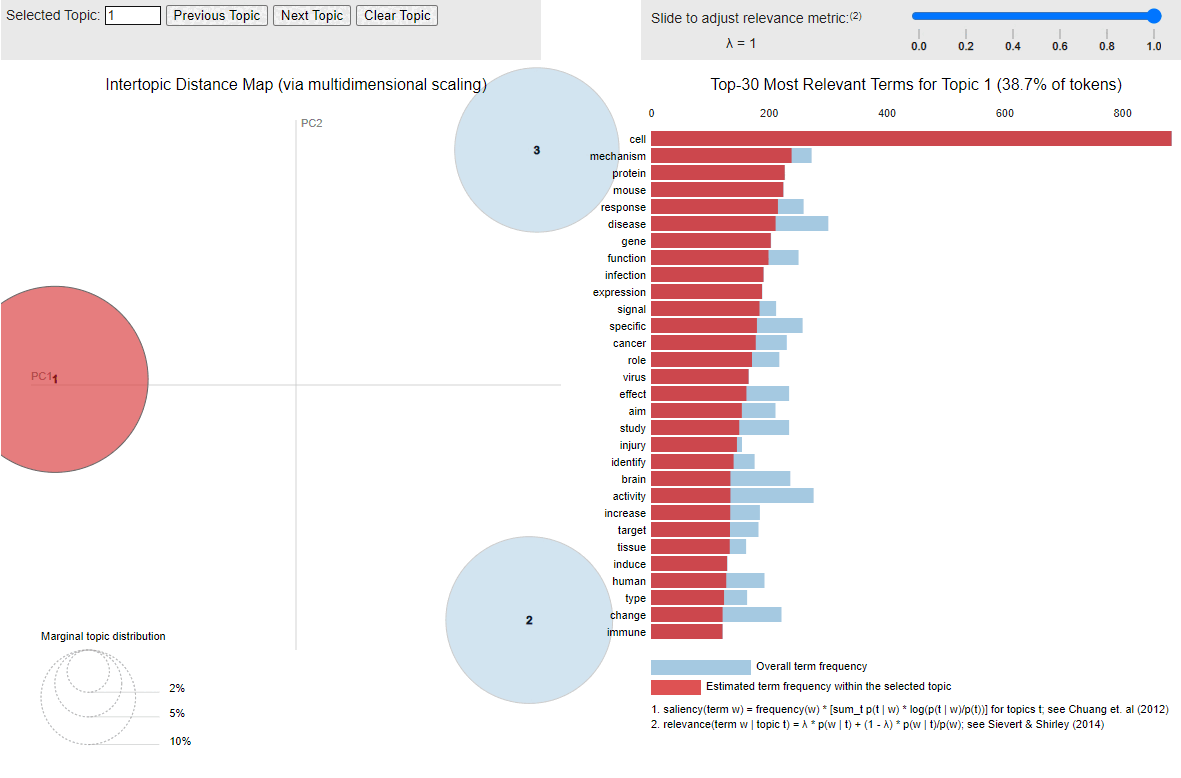 Selected Topic: 1 Previous Topic Next Topic Clear Topic
Slide to adjust relevance metric:(2)
λ = 1
0.0 0.2 0.4 0.6 0.8 1.0
Intertopic Distance Map (via multidimensional scaling)
PC2
3
PC1
1
2
Marginal topic distribution
2%
5%
10%
Top-30 Most Relevant Terms for Topic 1 (38.7% of tokens)
0 200 400 600 800
cell
mechanism
protein
mouse
response
disease
gene
function
infection
expression
signal
specific
cancer
role
virus
effect
aim
study
injury
identify
brain
activity
increase
target
tissue
induce
human
type
change
immune
Overall term frequency
Estimated term frequency within the selected topic
1. saliency(term w) = frequency(w) * [sum_t p(t | w) * log(p(t | w)/p(t))] for topics t; see Chuang et. al (2012)
2. relevance(term w | topic t) = λ * p(w | t) + (1 - λ) * p(w | t)/p(w); see Sievert & Shirley (2014)